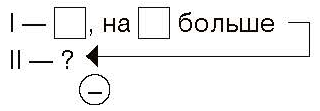 I — □, на □ больше
II — ?
–